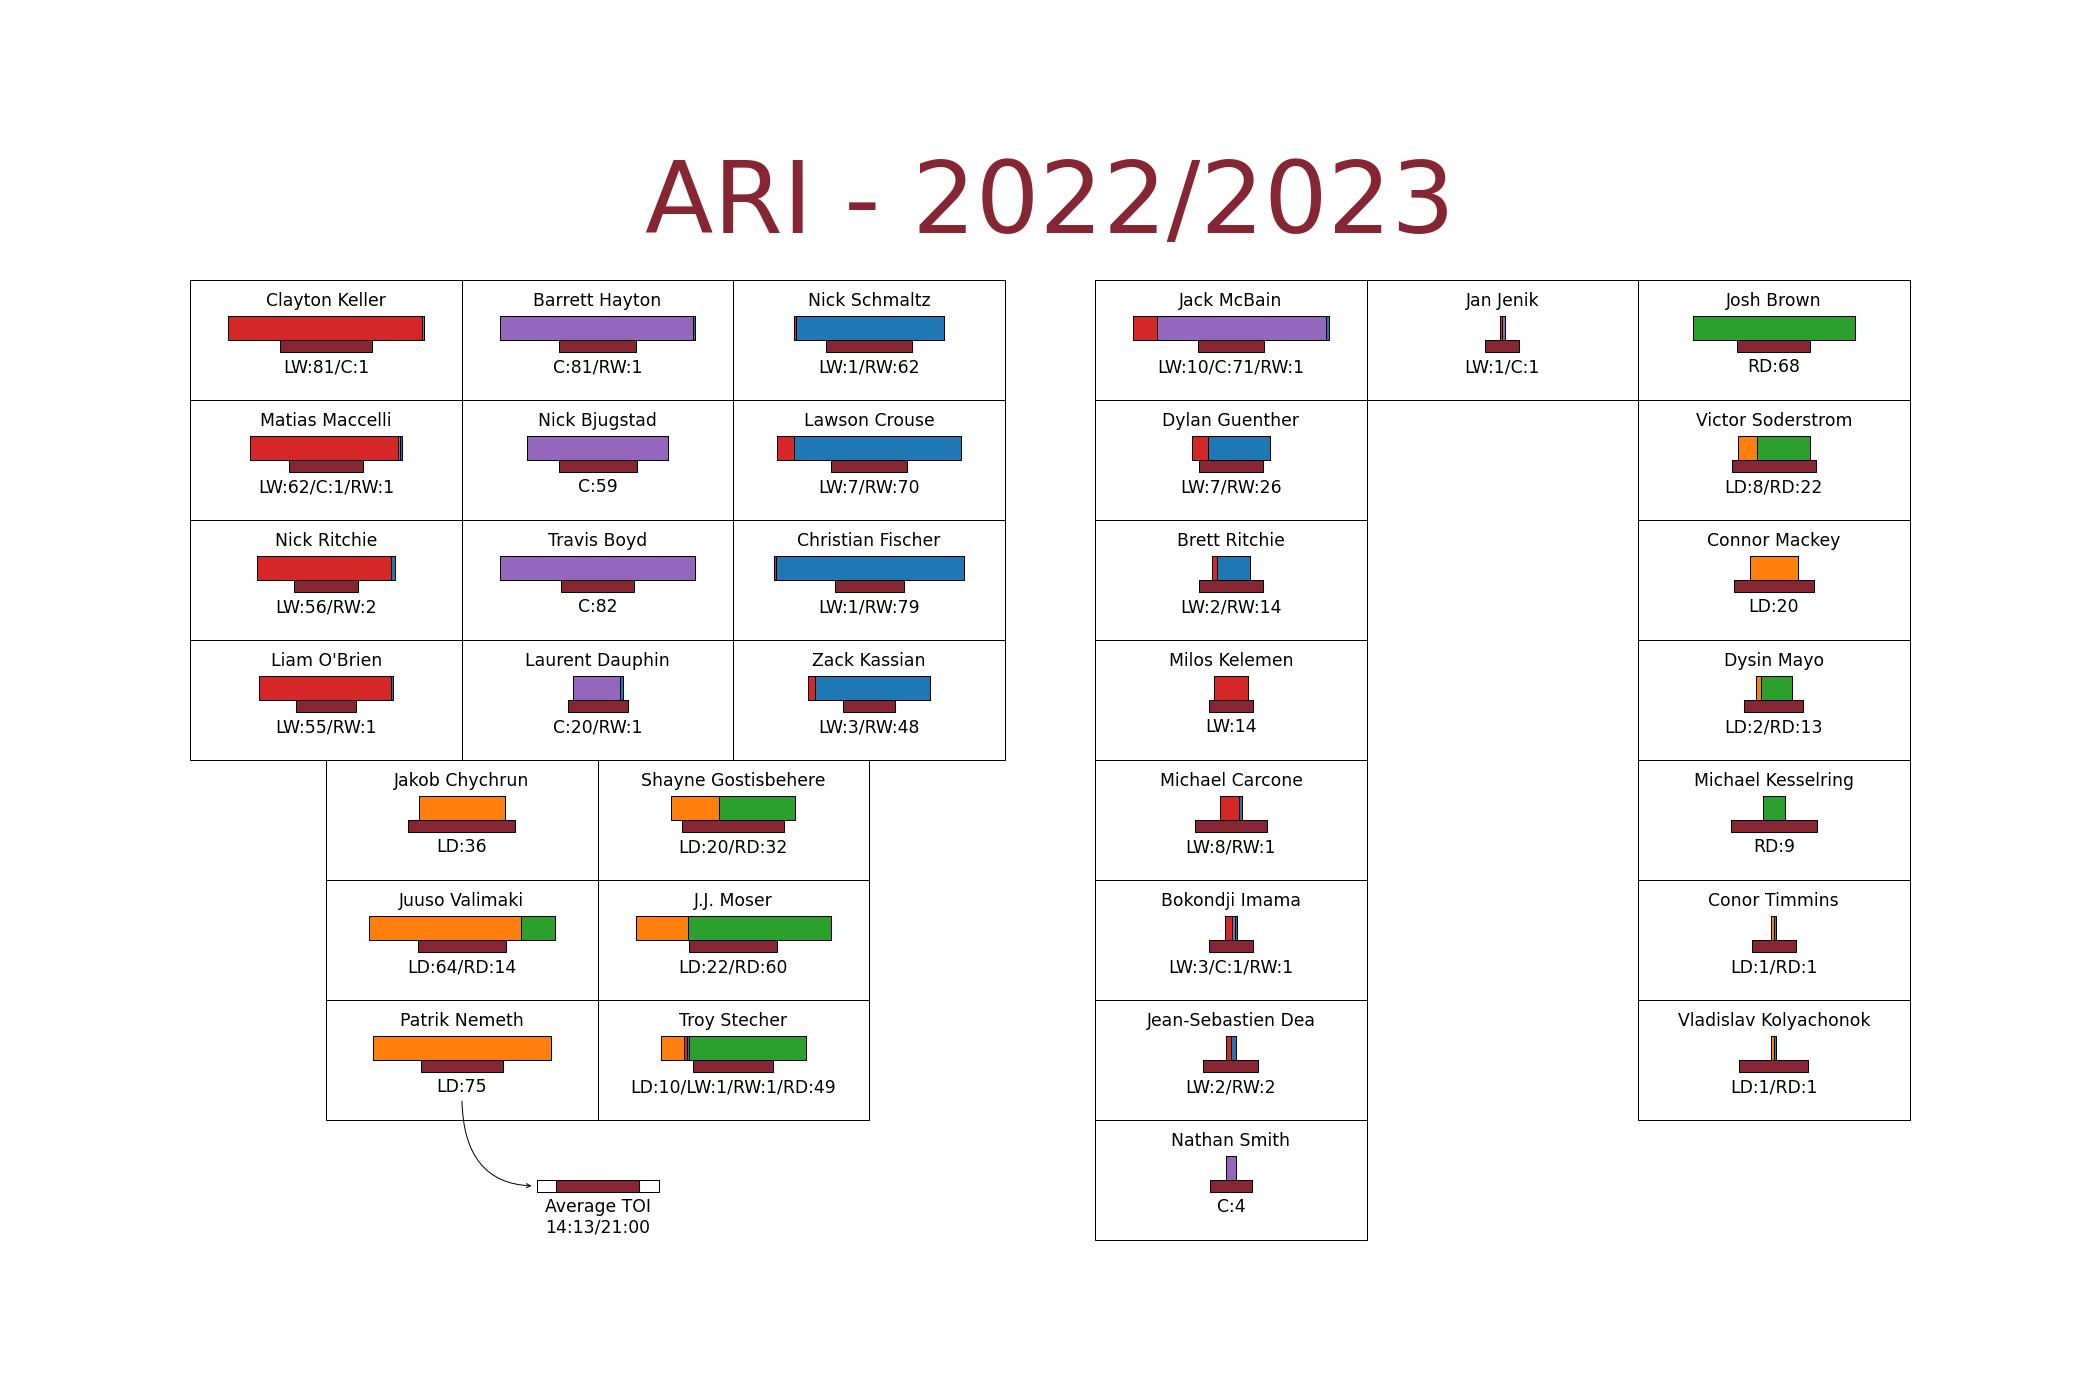 ARI - 2022/2023
Clayton Keller
LW:81/C:1
Barrett Hayton
C:81/RW:1
Nick Schmaltz
LW:1/RW:62
Matias Maccelli
LW:62/C:1/RW:1
Nick Bjugstad
C:59
Lawson Crouse
LW:7/RW:70
Nick Ritchie
LW:56/RW:2
Travis Boyd
C:82
Christian Fischer
LW:1/RW:79
Liam O'Brien
LW:55/RW:1
Laurent Dauphin
C:20/RW:1
Zack Kassian
LW:3/RW:48
Jakob Chychrun
LD:36
Shayne Gostisbehere
LD:20/RD:32
Juuso Valimaki
LD:64/RD:14
J.J. Moser
LD:22/RD:60
Patrik Nemeth
LD:75
Troy Stecher
LD:10/LW:1/RW:1/RD:49
Average TOI
14:13/21:00
Jack McBain
LW:10/C:71/RW:1
Jan Jenik
LW:1/C:1
Josh Brown
RD:68
Dylan Guenther
LW:7/RW:26
Victor Soderstrom
LD:8/RD:22
Brett Ritchie
LW:2/RW:14
Connor Mackey
LD:20
Milos Kelemen
LW:14
Dysin Mayo
LD:2/RD:13
Michael Carcone
LW:8/RW:1
Michael Kesselring
RD:9
Bokondji Imama
LW:3/C:1/RW:1
Conor Timmins
LD:1/RD:1
Jean-Sebastien Dea
LW:2/RW:2
Vladislav Kolyachonok
LD:1/RD:1
Nathan Smith
C:4